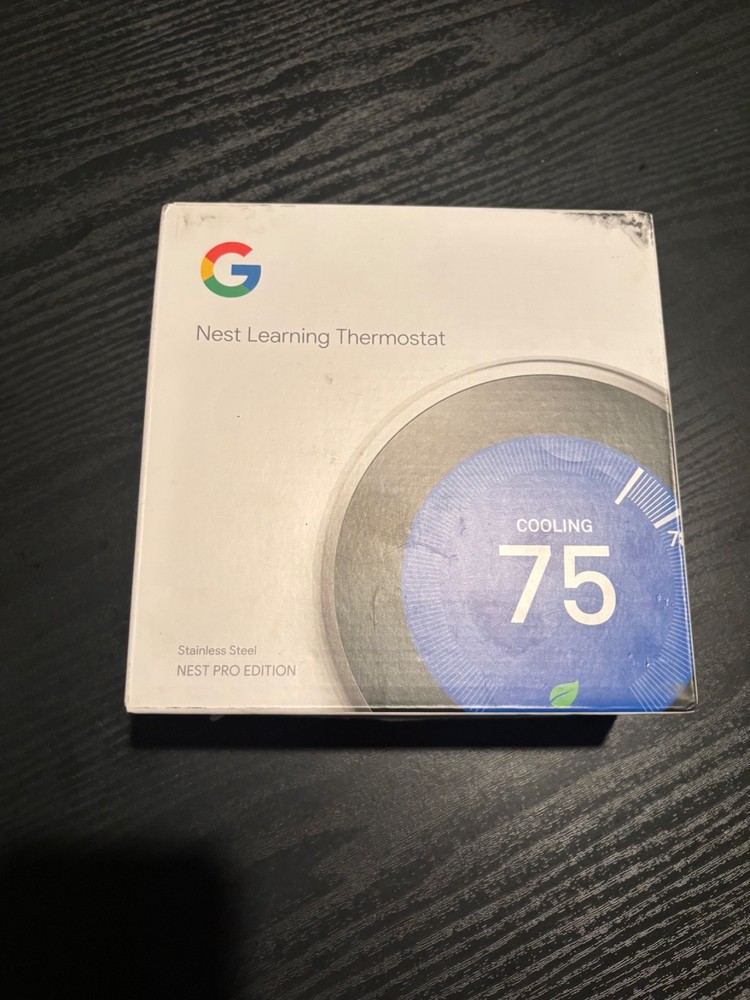 G
Nest Learning Thermostat
COOLING
75
Stainless Steel
NEST PRO EDITION